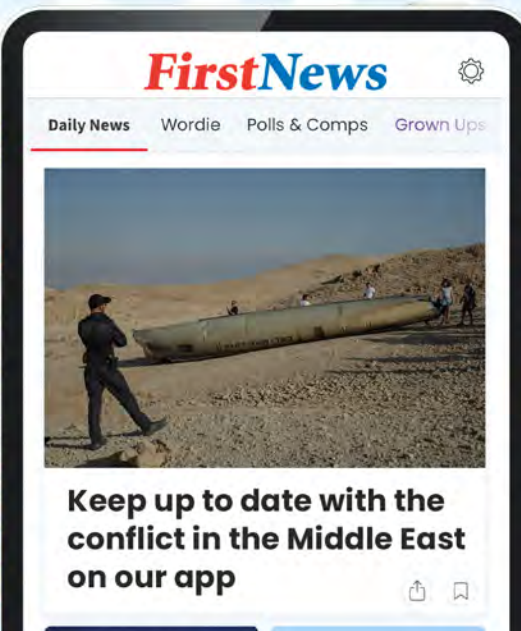 FirstNews
Daily News Wordie Polls & Comps Grown Ups
Keep up to date with the
conflict in the Middle East
on our app